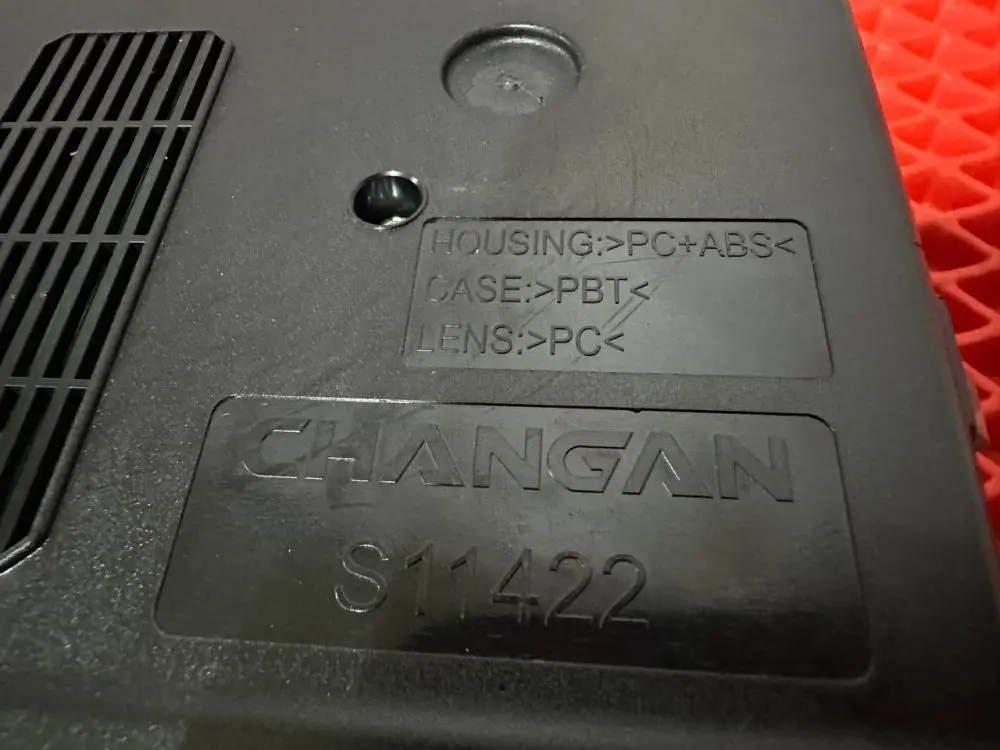 HOUSING:>PC+ABS<
CASE:>PBT<
LENS:>PC<
CHANGAN
S11422